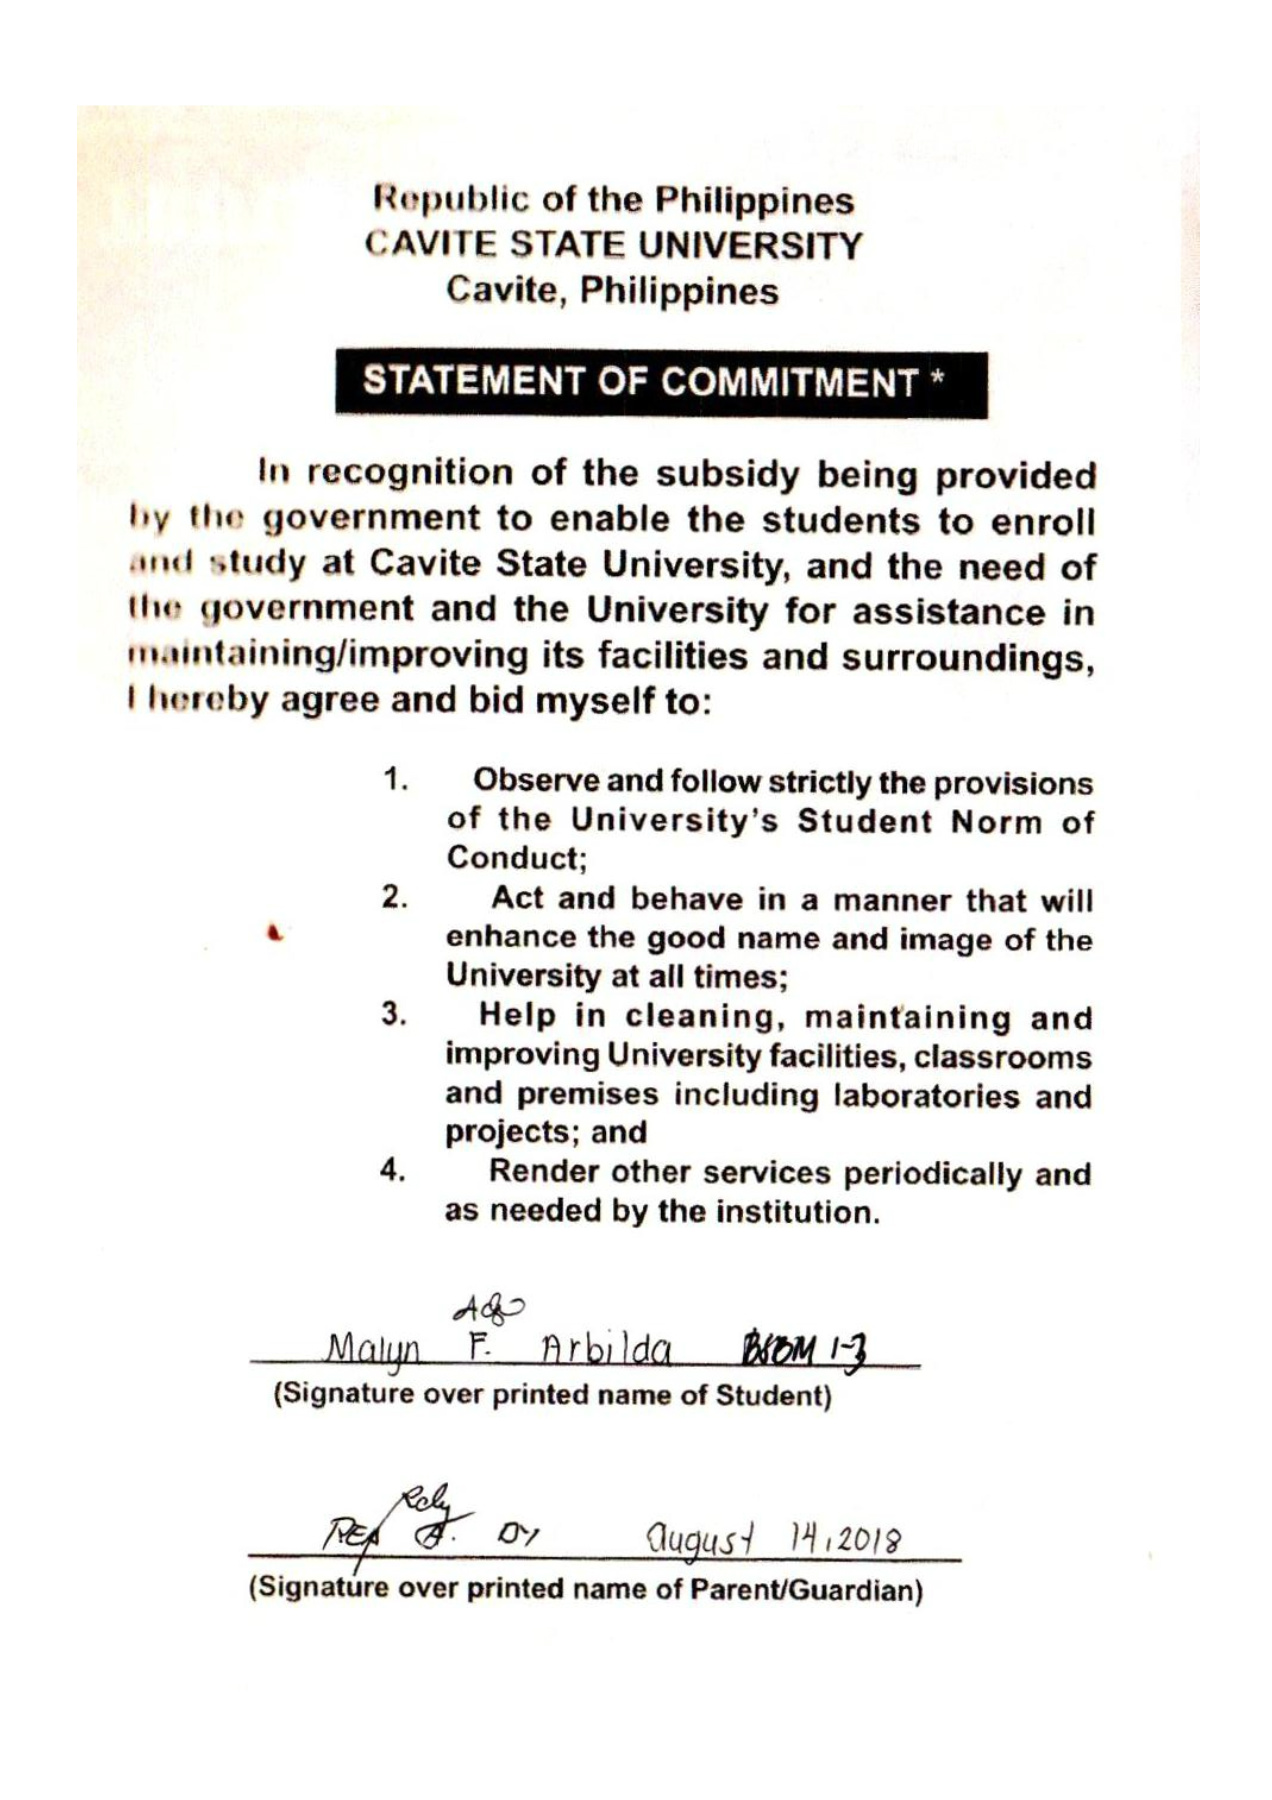 Republic of the Philippines
CAVITE STATE UNIVERSITY
Cavite, Philippines
STATEMENT OF COMMITMENT *
In recognition of the subsidy being provided
by the government to enable the students to enroll
and study at Cavite State University, and the need of
the government and the University for assistance in
maintaining/improving its facilities and surroundings,
I hereby agree and bid myself to:
1. Observe and follow strictly the provisions
of the University's Student Norm of
Conduct;
2. Act and behave in a manner that will
enhance the good name and image of the
University at all times;
3. Help in cleaning, maintaining and
improving University facilities, classrooms
and premises including laboratories and
projects; and
4. Render other services periodically and
as needed by the institution.
Malyn F. Arbilda 1-3
(Signature over printed name of Student)
A. Dy August 14, 2018
(Signature over printed name of Parent/Guardian)